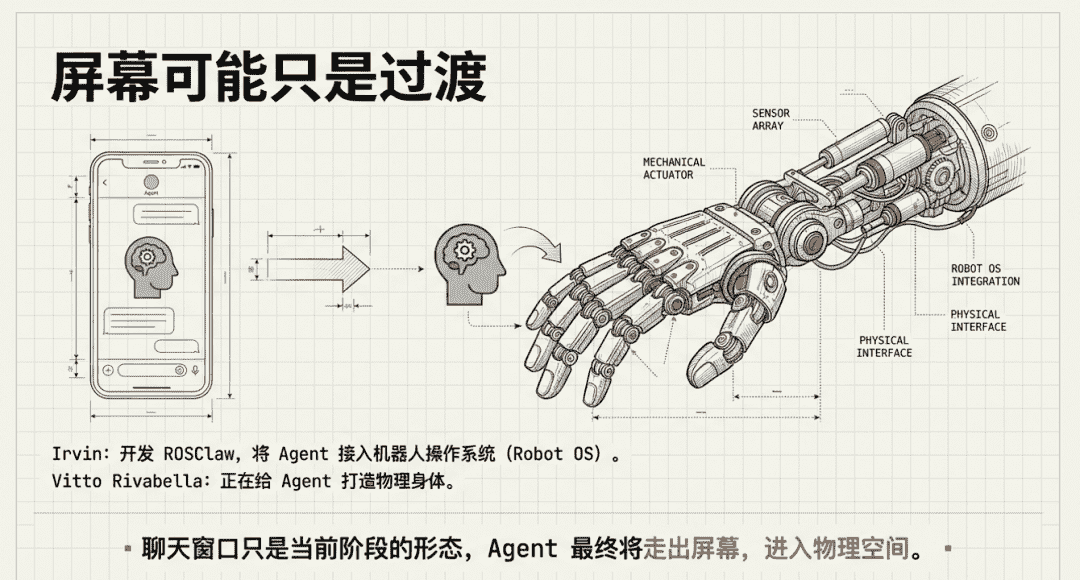 屏幕可能只是过渡
Agent
SENSOR
ARRAY
MECHANICAL
ACTUATOR
ROBOT OS
INTEGRATION
PHYSICAL
INTERFACE
PHYSICAL
INTERFACE
Irvin：开发 ROSClaw，将 Agent 接入机器人操作系统（Robot OS）。
Vitto Rivabella：正在给 Agent 打造物理身体。
聊天窗口只是当前阶段的形态，Agent 最终将走出屏幕，进入物理空间。